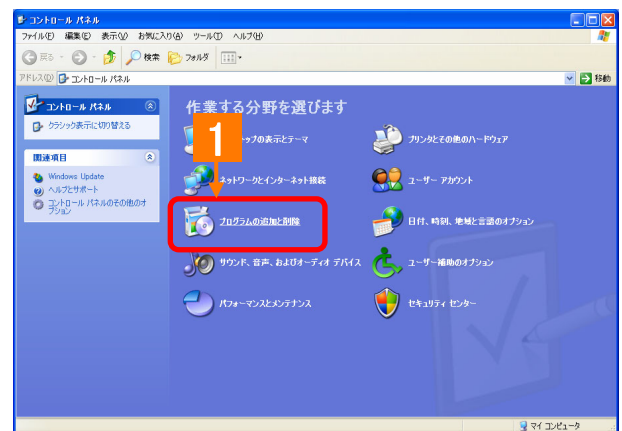 コントロール パネル
ファイル(F) 編集(E) 表示(V) お気に入り(A) ツール(T) ヘルプ(H)
戻る 検索 フォルダ
アドレス(D) コントロール パネル 移動
コントロール パネル
クラシック表示に切り替える
関連項目
Windows Update
ヘルプとサポート
コントロール パネルのその他のオプション
作業する分野を選びます
1
ップの表示とテーマ
プリンタとその他のハードウェア
ネットワークとインターネット接続
ユーザー アカウント
プログラムの追加と削除
日付、時刻、地域と言語のオプション
サウンド、音声、およびオーディオ デバイス
ユーザー補助のオプション
パフォーマンスとメンテナンス
セキュリティ センター
マイ コンピュータ